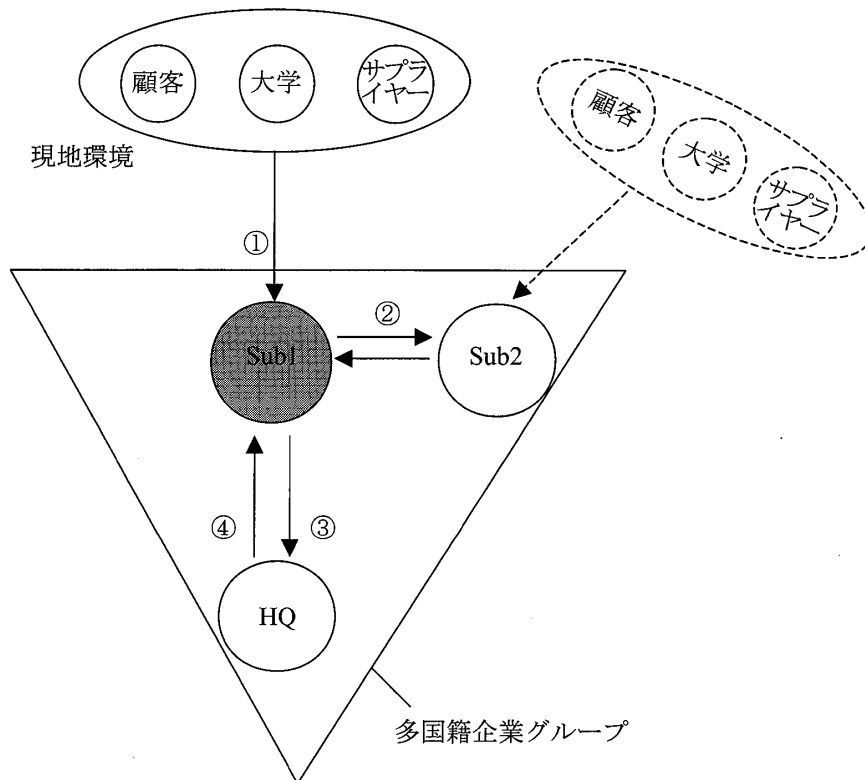 顧客
大学
サプラ
イヤー
現地環境
顧客
大学
サプラ
イヤー
①
②
Sub1
Sub2
④
③
HQ
多国籍企業グループ